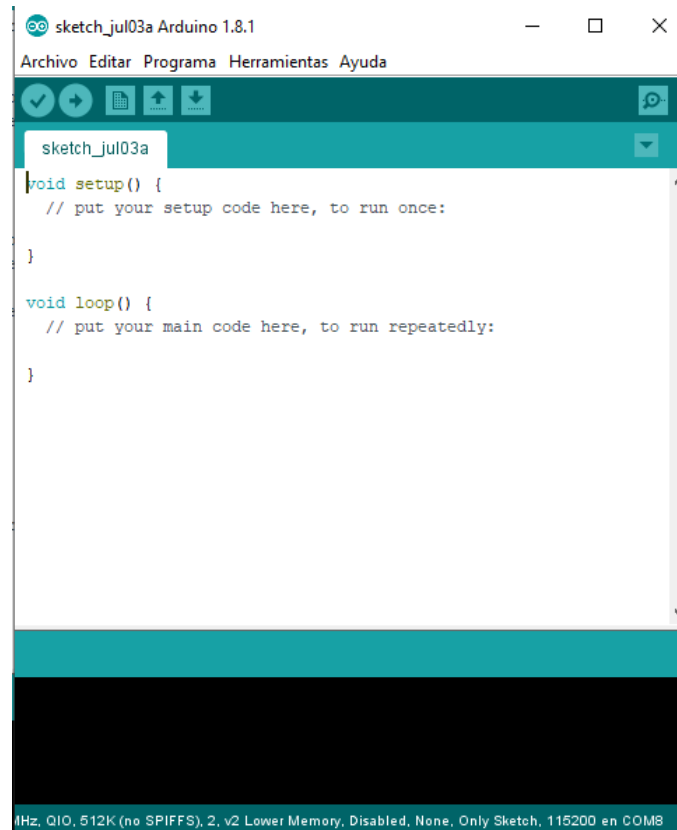 sketch_jul03a Arduino 1.8.1
Archivo Editar Programa Herramientas Ayuda
sketch_jul03a
void setup() {
  // put your setup code here, to run once:
}
void loop() {
  // put your main code here, to run repeatedly:
}
MHz, QIO, 512K (no SPIFFS), 2, v2 Lower Memory, Disabled, None, Only Sketch, 115200 en COM8